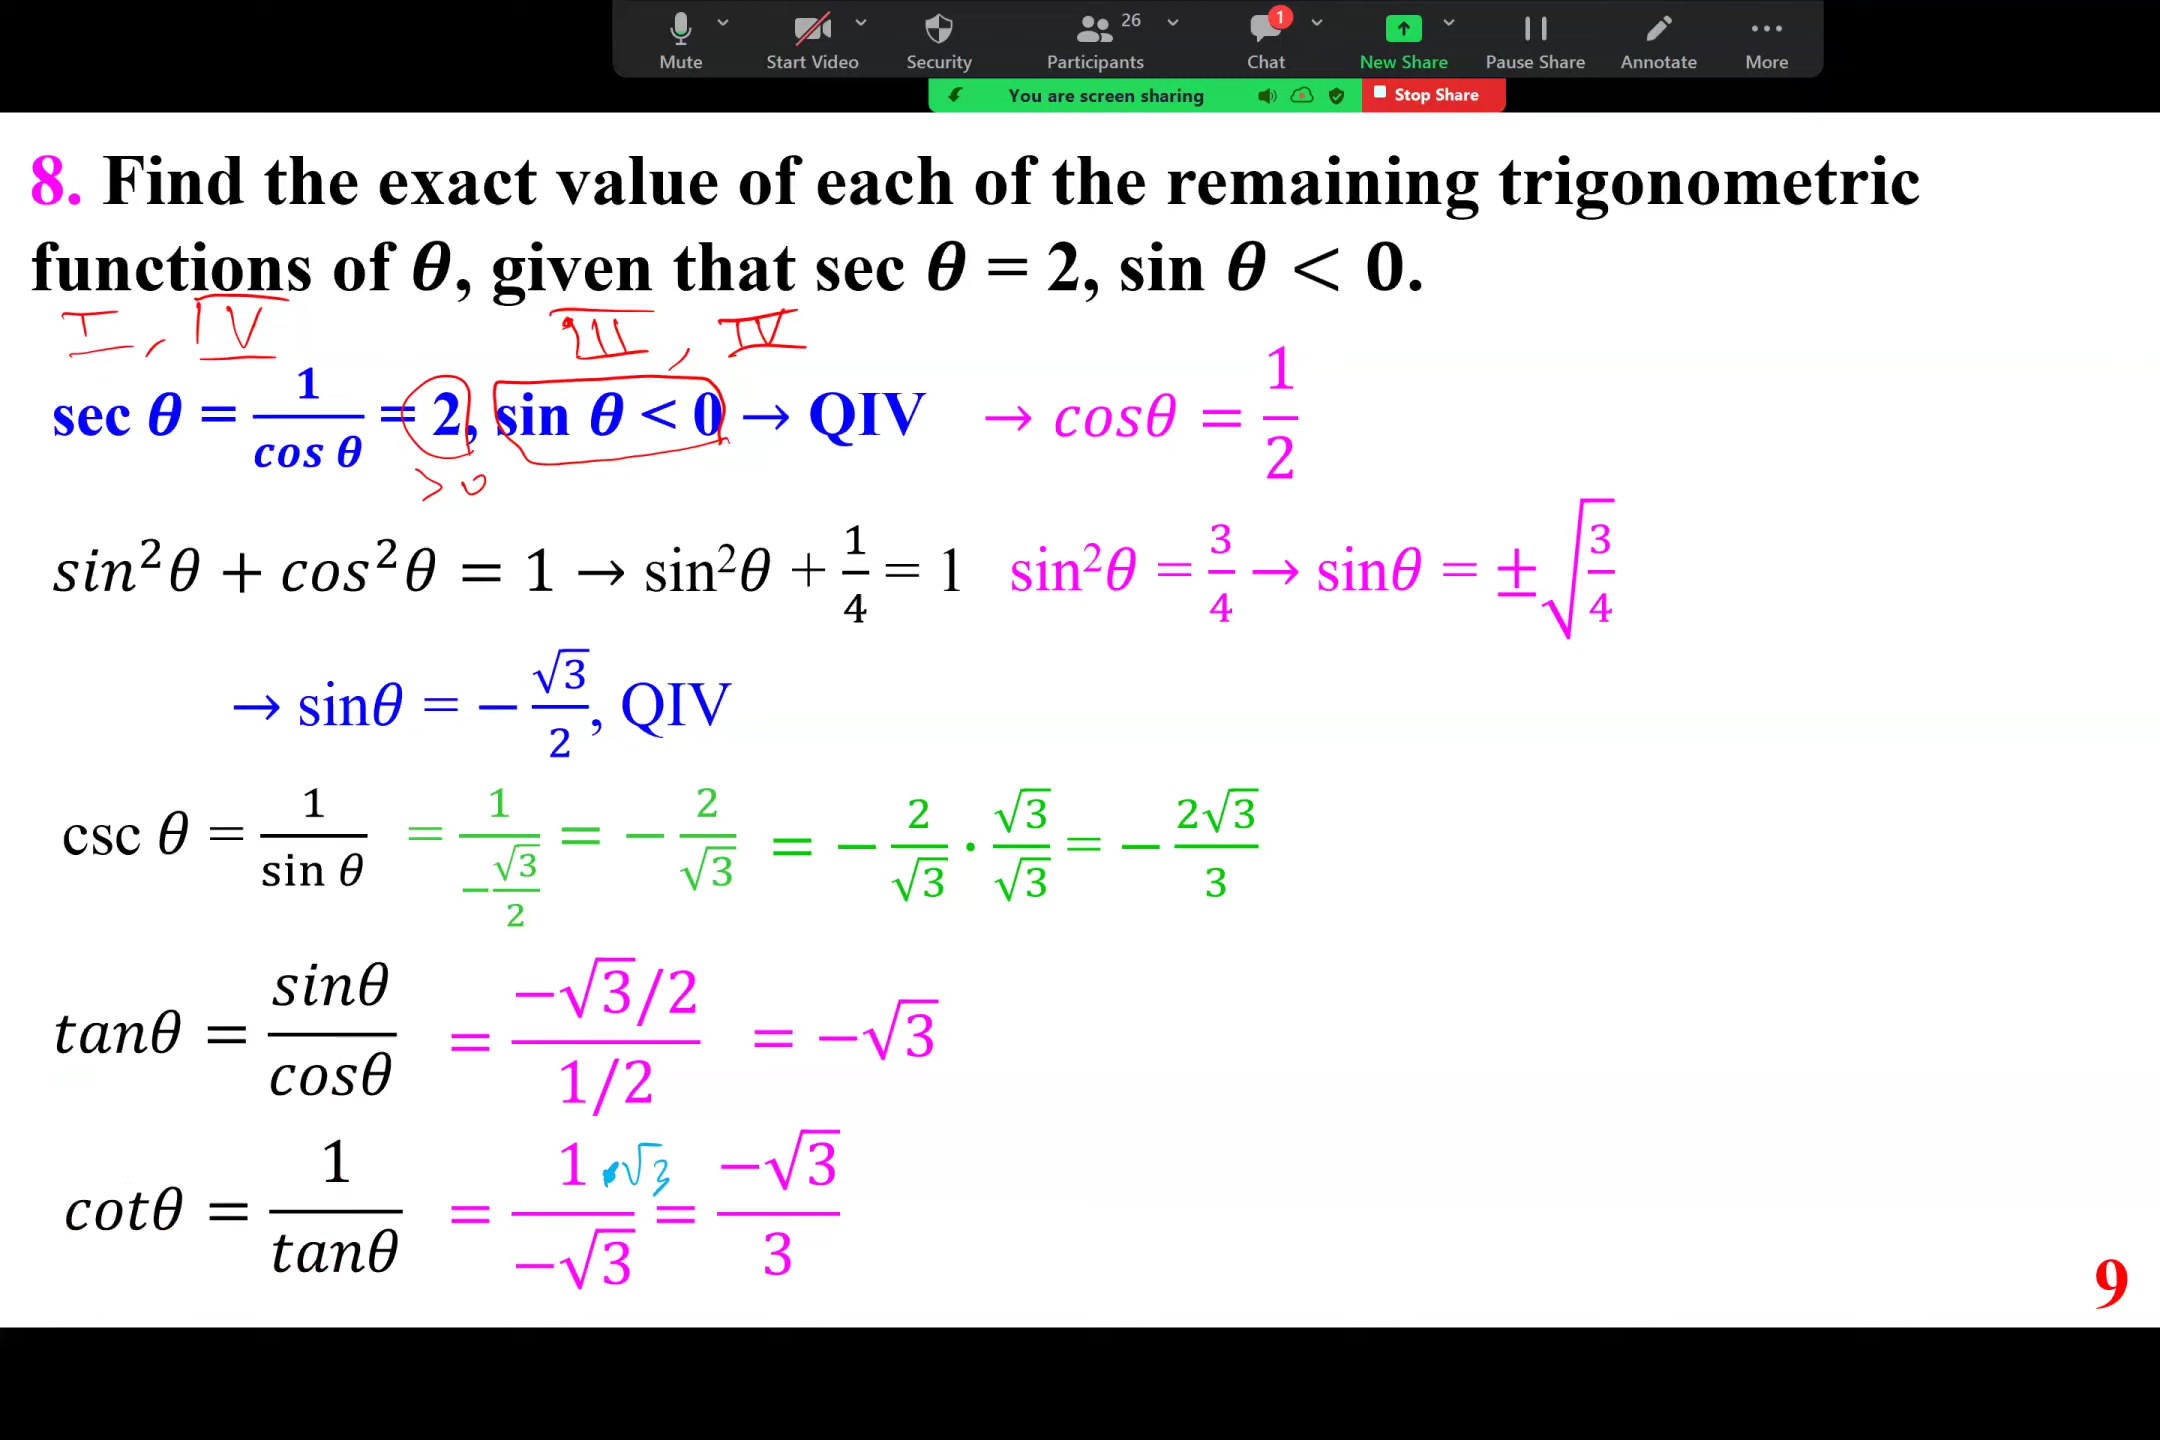 Mute Start Video Security Participants 26 Chat 1 New Share Pause Share Annotate More
You are screen sharing Stop Share
8. Find the exact value of each of the remaining trigonometric
functions of θ, given that sec θ = 2, sin θ < 0.
I, IV III, IV
sec θ = 1/cos θ = 2, sin θ < 0 → QIV → cosθ = 1/2
> 0
sin²θ + cos²θ = 1 → sin²θ + 1/4 = 1 sin²θ = 3/4 → sinθ = ±√(3/4)
→ sinθ = −√3/2, QIV
csc θ = 1/sin θ = 1/(−√3/2) = −2/√3 = −2/√3 · √3/√3 = −2√3/3
tanθ = sinθ/cosθ = (−√3/2)/(1/2) = −√3
cotθ = 1/tanθ = 1·√3/−√3 = −√3/3
9